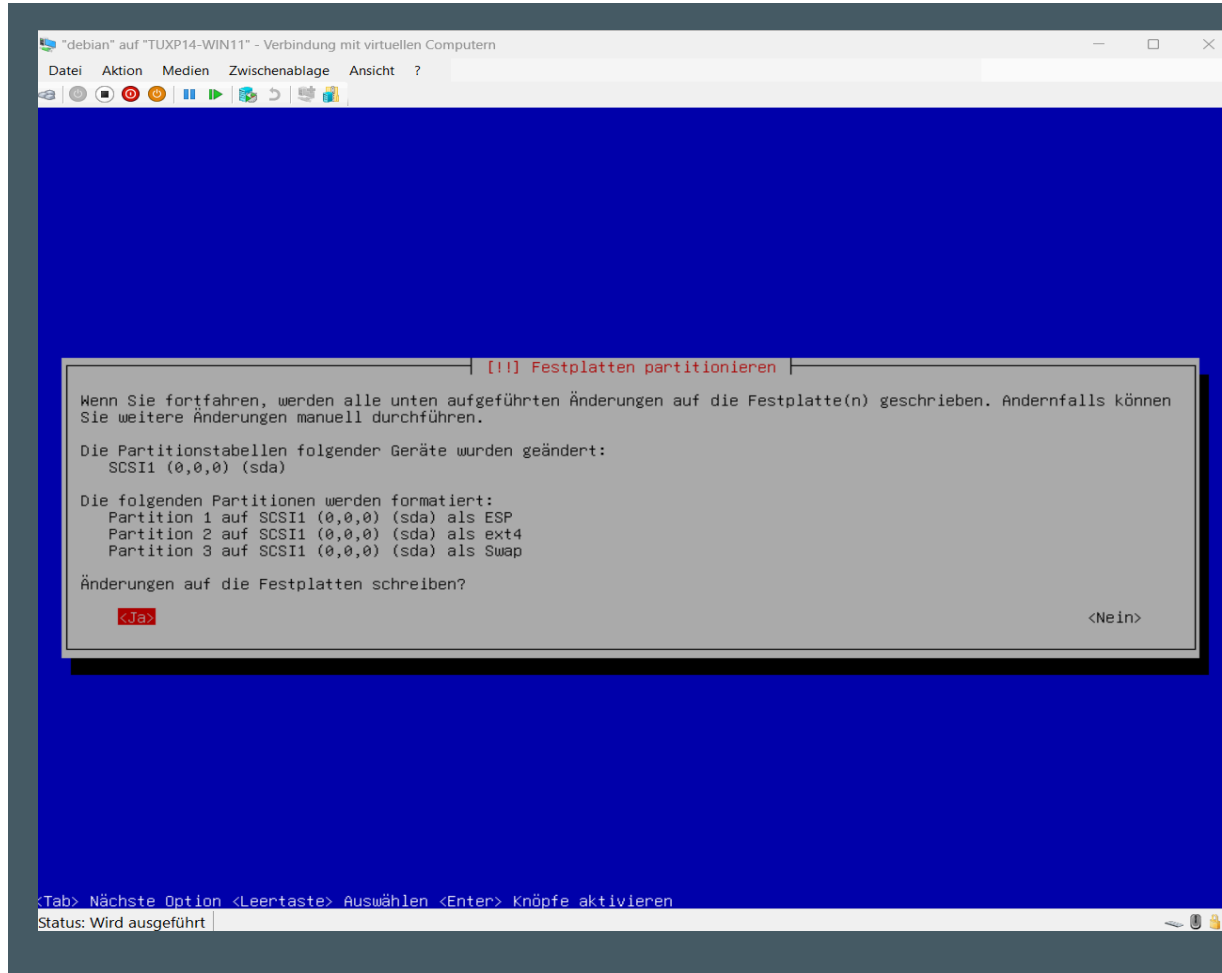 "debian" auf "TUXP14-WIN11" - Verbindung mit virtuellen Computern
Datei Aktion Medien Zwischenablage Ansicht ?
[!!] Festplatten partitionieren
Wenn Sie fortfahren, werden alle unten aufgeführten Änderungen auf die Festplatte(n) geschrieben. Andernfalls können
Sie weitere Änderungen manuell durchführen.
Die Partitionstabellen folgender Geräte wurden geändert:
SCSI1 (0,0,0) (sda)
Die folgenden Partitionen werden formatiert:
Partition 1 auf SCSI1 (0,0,0) (sda) als ESP
Partition 2 auf SCSI1 (0,0,0) (sda) als ext4
Partition 3 auf SCSI1 (0,0,0) (sda) als Swap
Änderungen auf die Festplatten schreiben?
<Ja> <Nein>
<Tab> Nächste Option <Leertaste> Auswählen <Enter> Knöpfe aktivieren
Status: Wird ausgeführt